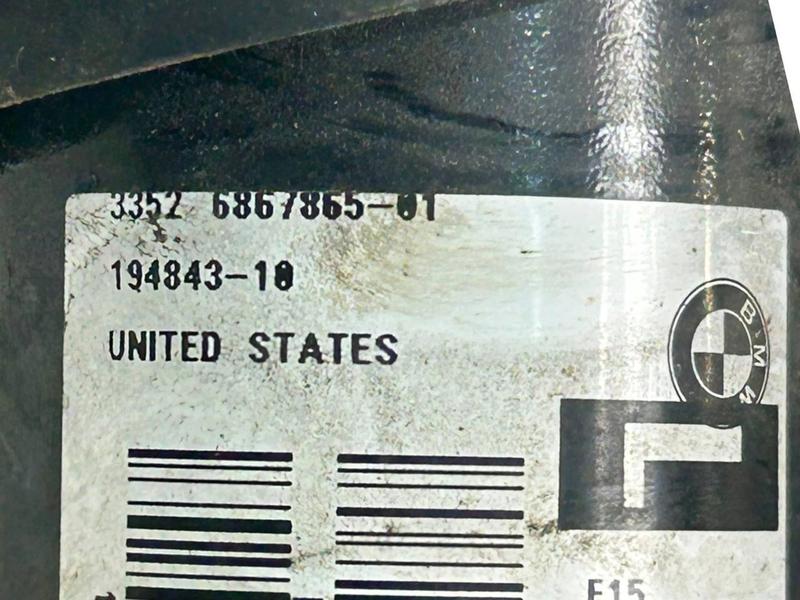 3352 6867865-01
194843-10
UNITED STATES
BMW
L
F15